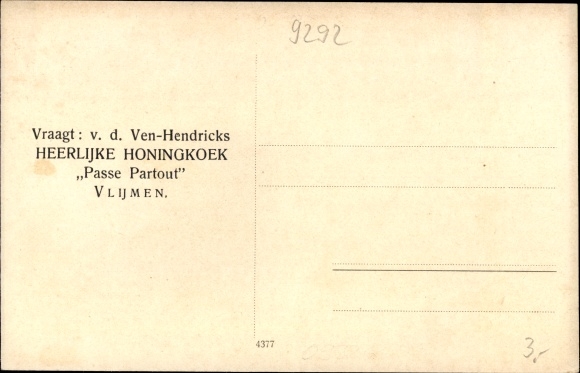 9292
Vraagt: v. d. Ven-Hendricks
HEERLIJKE HONINGKOEK
„Passe Partout”
VLIJMEN.
4377
3,-